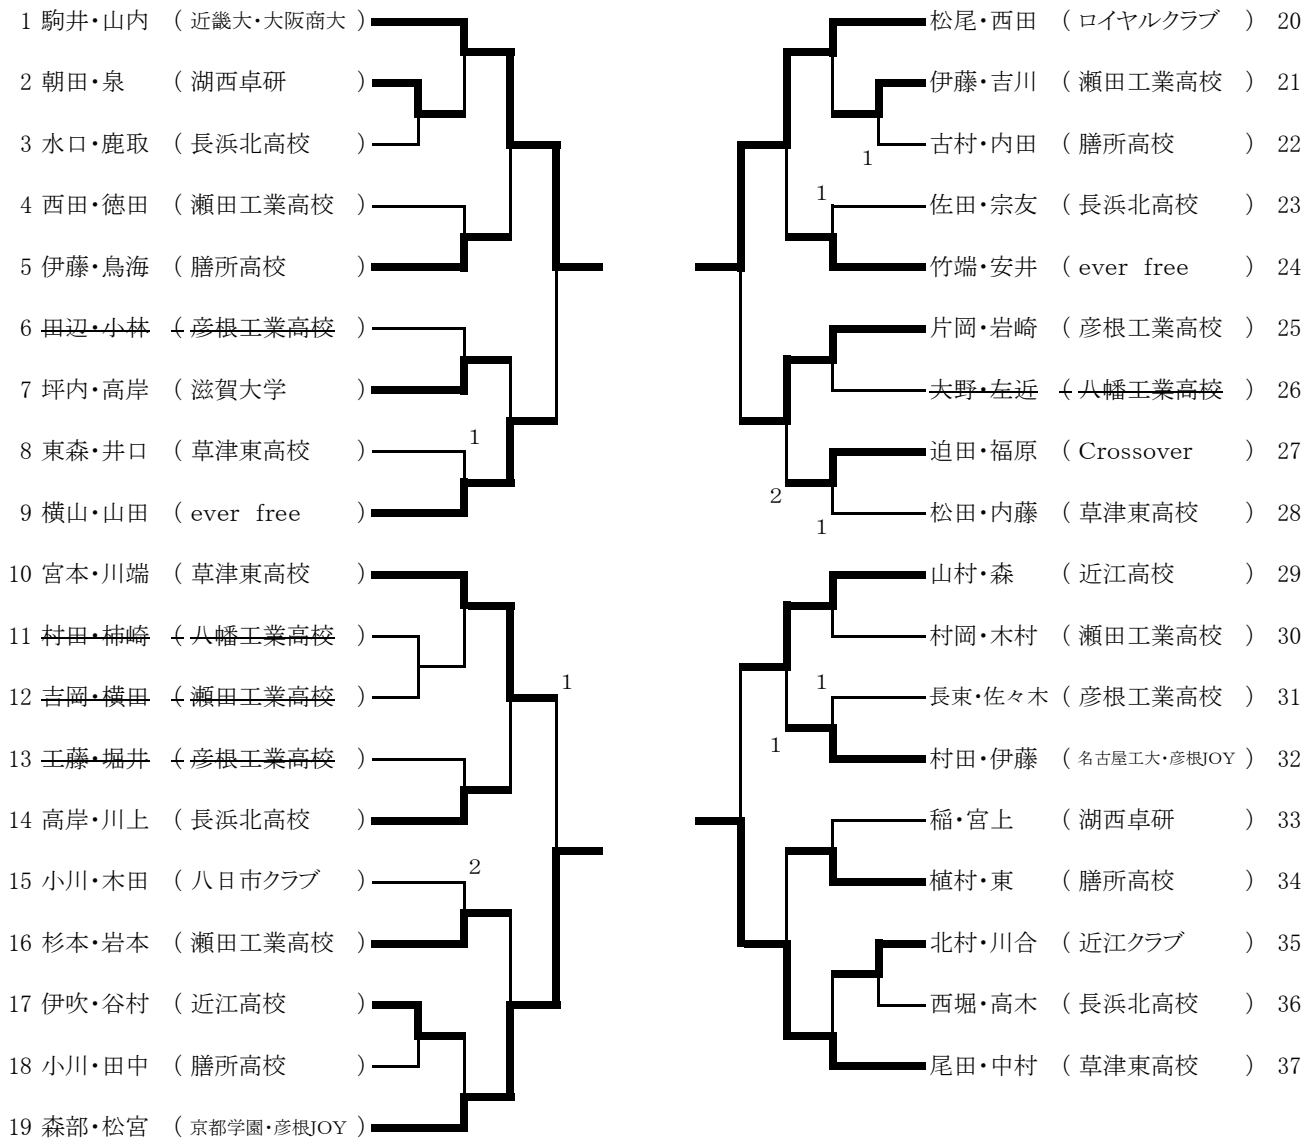 1 駒井・山内 ( 近畿大・大阪商大 )
2 朝田・泉 ( 湖西卓研 )
3 水口・鹿取 ( 長浜北高校 )
4 西田・徳田 ( 瀬田工業高校 )
5 伊藤・鳥海 ( 膳所高校 )
6 田辺・小林 ( 彦根工業高校 )
7 坪内・高岸 ( 滋賀大学 )
1
8 東森・井口 ( 草津東高校 )
9 横山・山田 ( ever free )
10 宮本・川端 ( 草津東高校 )
11 村田・柿崎 ( 八幡工業高校 )
12 吉岡・横田 ( 瀬田工業高校 )
1
13 工藤・堀井 ( 彦根工業高校 )
14 高岸・川上 ( 長浜北高校 )
2
15 小川・木田 ( 八日市クラブ )
16 杉本・岩本 ( 瀬田工業高校 )
17 伊吹・谷村 ( 近江高校 )
18 小川・田中 ( 膳所高校 )
19 森部・松宮 ( 京都学園・彦根JOY )
松尾・西田 ( ロイヤルクラブ ) 20
伊藤・吉川 ( 瀬田工業高校 ) 21
古村・内田 ( 膳所高校 ) 22
1
1
佐田・宗友 ( 長浜北高校 ) 23
竹端・安井 ( ever free ) 24
片岡・岩崎 ( 彦根工業高校 ) 25
大野・左近 ( 八幡工業高校 ) 26
迫田・福原 ( Crossover ) 27
2
松田・内藤 ( 草津東高校 ) 28
1
山村・森 ( 近江高校 ) 29
村岡・木村 ( 瀬田工業高校 ) 30
1
長束・佐々木 ( 彦根工業高校 ) 31
1
村田・伊藤 ( 名古屋工大・彦根JOY ) 32
稲・宮上 ( 湖西卓研 ) 33
植村・東 ( 膳所高校 ) 34
北村・川合 ( 近江クラブ ) 35
西堀・高木 ( 長浜北高校 ) 36
尾田・中村 ( 草津東高校 ) 37